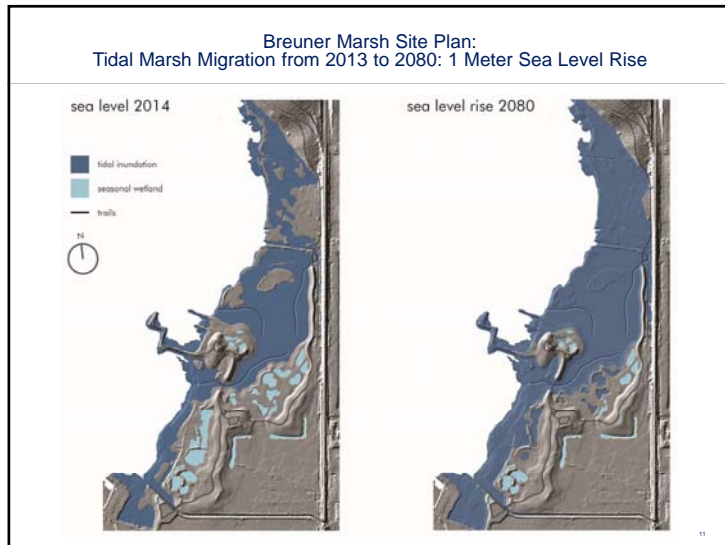 Breuner Marsh Site Plan:
Tidal Marsh Migration from 2013 to 2080: 1 Meter Sea Level Rise
sea level 2014
sea level rise 2080
tidal inundation
seasonal wetland
trails
N
11